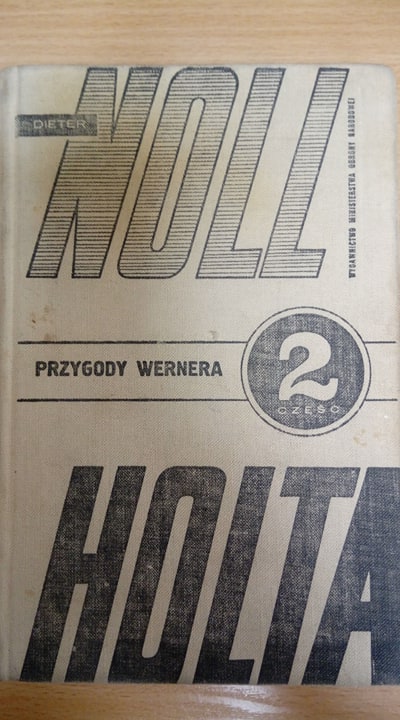 DIETER
NOLL
WYDAWNICTWO MINISTERSTWA OBRONY NARODOWEJ
PRZYGODY WERNERA
2
CZĘŚĆ
HOLTA